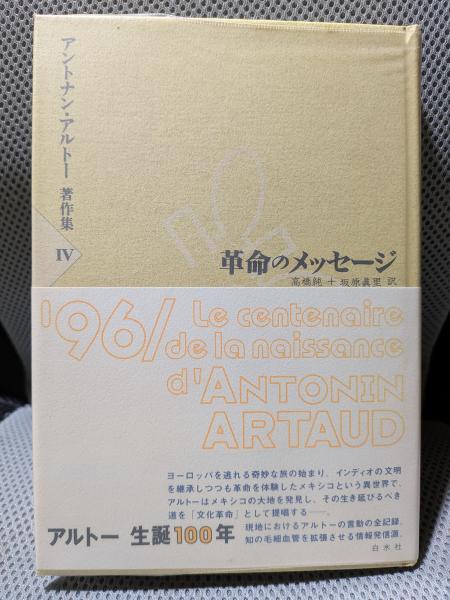 アントナン・アルトー 著作集
IV
革命のメッセージ
高橋純＋坂原眞里 訳
'96/ Le centenaire
de la naissance
d'ANTONIN
ARTAUD
ヨーロッパを逃れる奇妙な旅の始まり、インディオの文明
を継承しつつも革命を体験したメキシコという異世界で、
アルトーはメキシコの大地を発見し、その生き延びるべき
道を「文化革命」として提唱する——。
現地におけるアルトーの言動の全記録、
知の毛細血管を拡張させる情報発信源。
アルトー 生誕100年
白水社